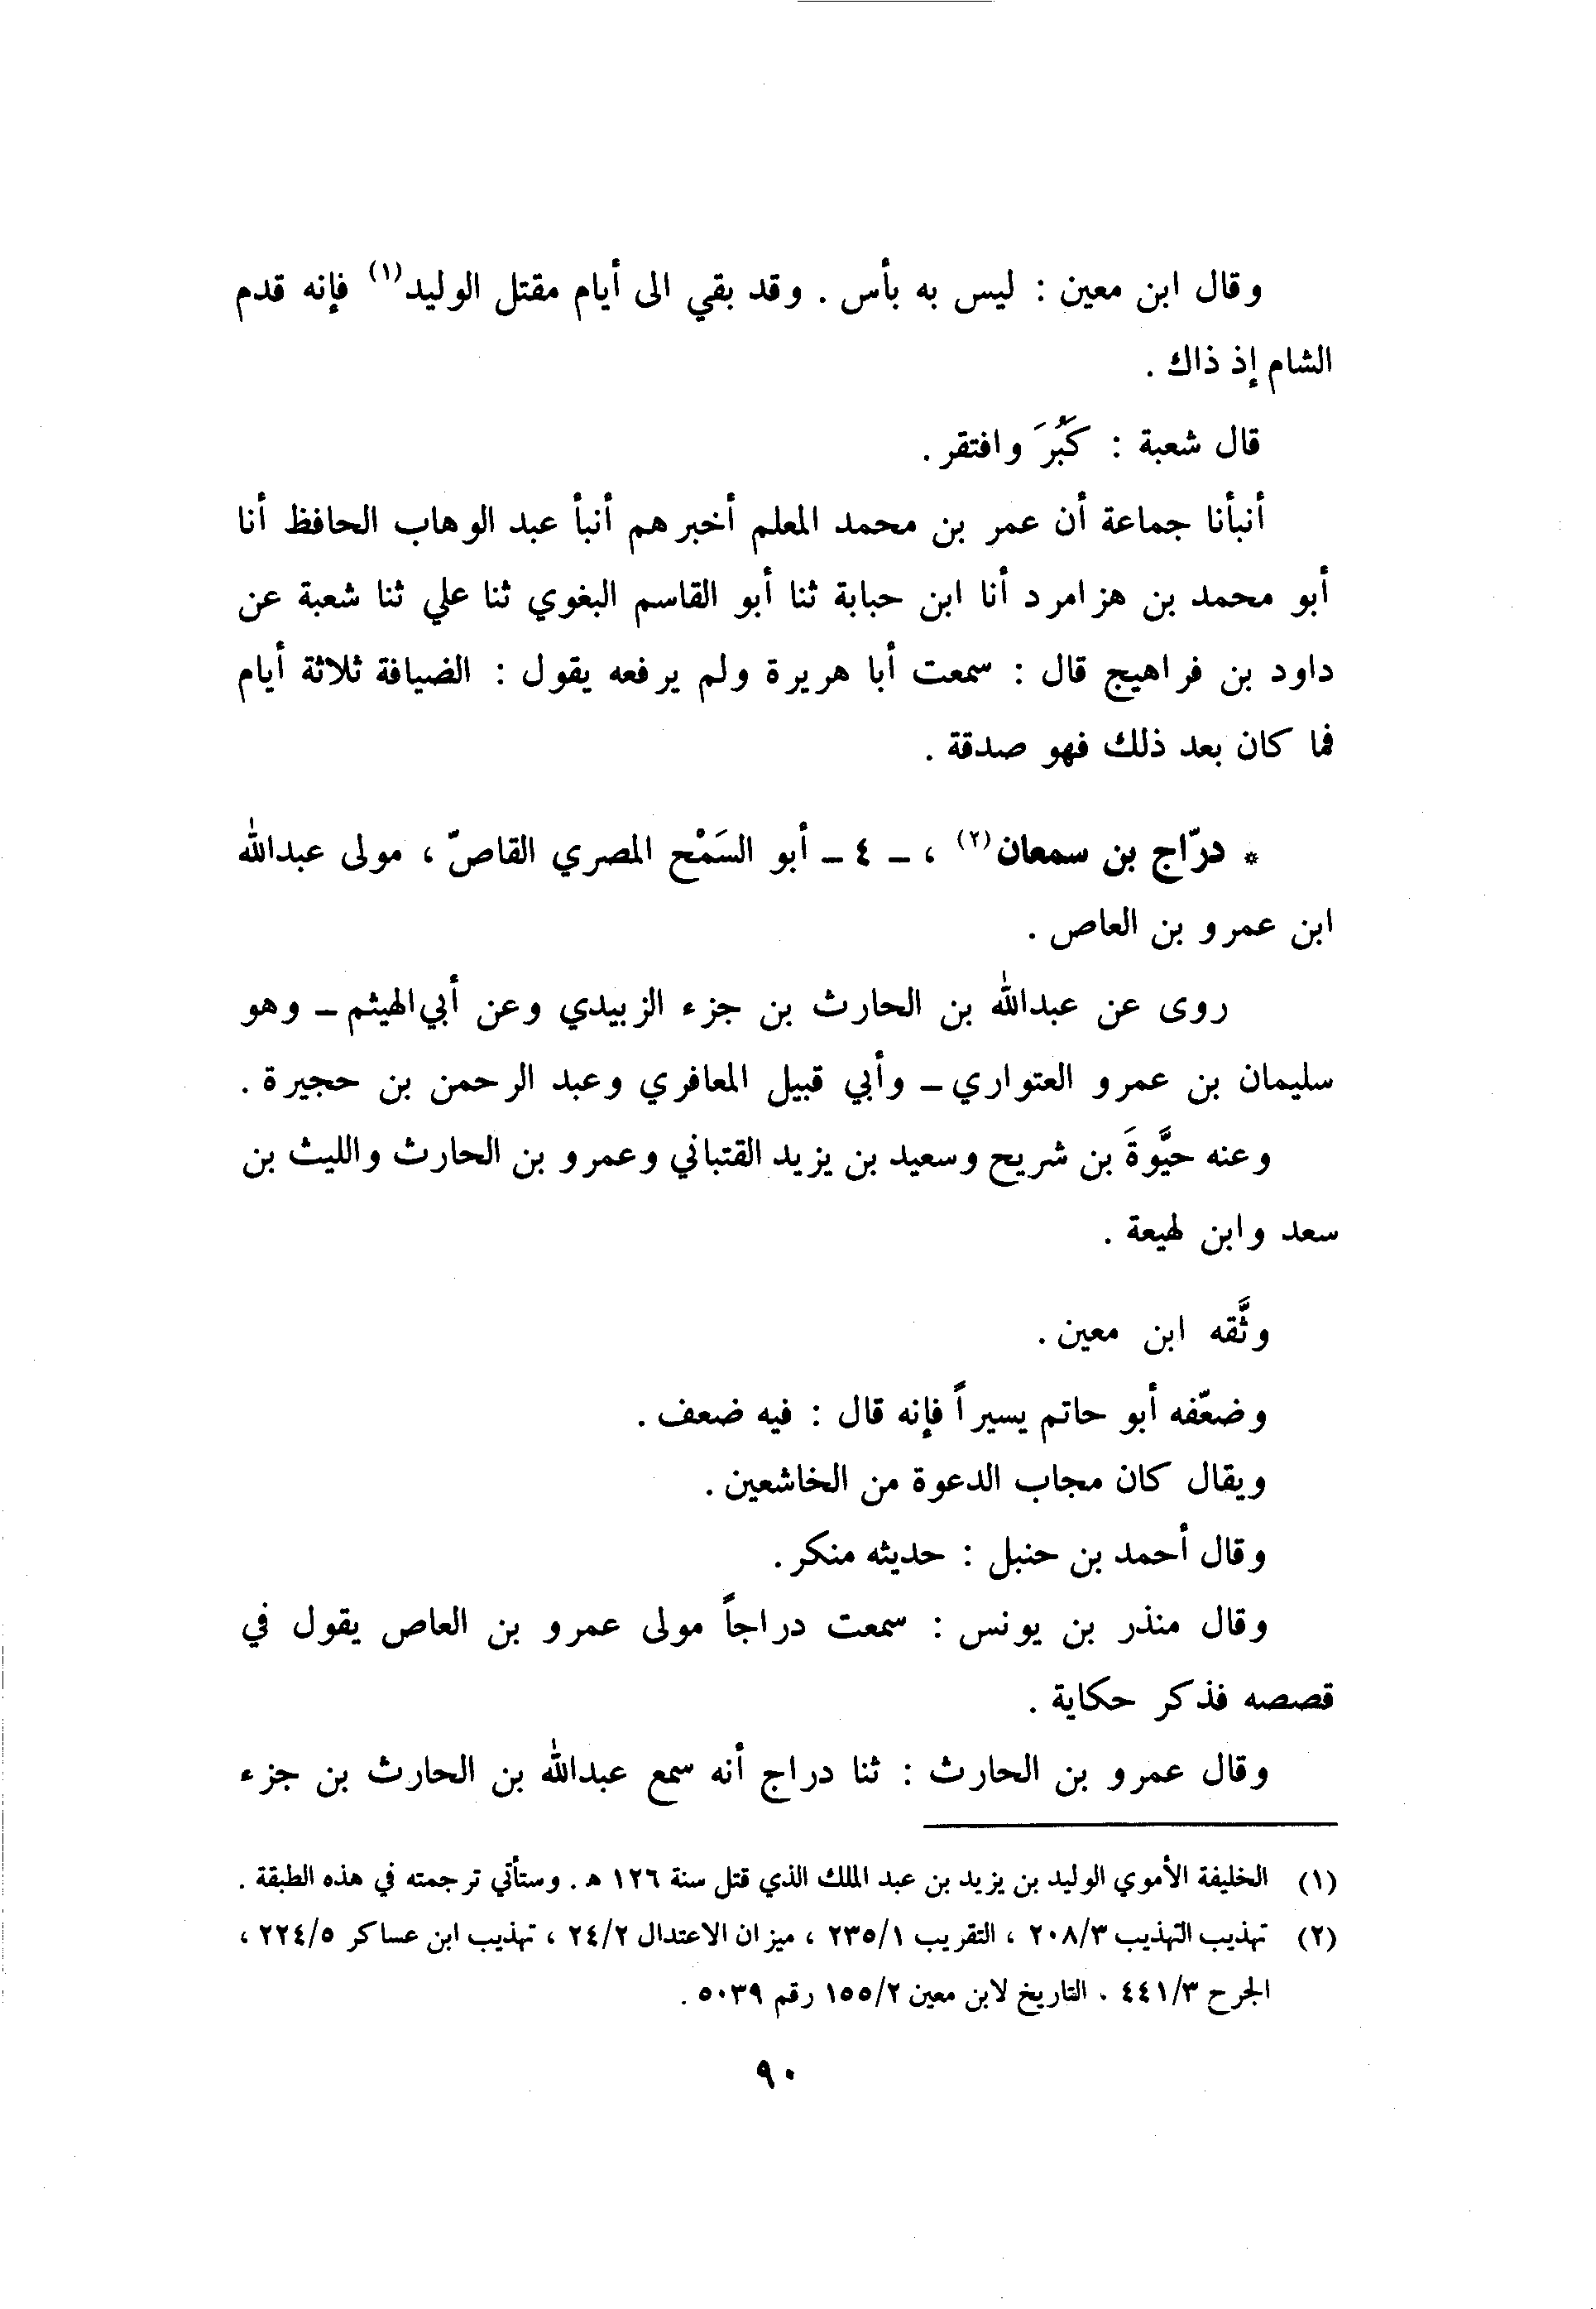 وقال ابن معين : ليس به بأس . وقد بقي الى أيام مقتل الوليد(١) فإنه قدم
الشام إذ ذاك .
قال شعبة : كَبُرَ وافتقر .
أنبأنا جماعة أن عمر بن محمد المعلم أخبرهم أنبأ عبد الوهاب الحافظ أنا
أبو محمد بن هزامرد أنا ابن حبابة ثنا أبو القاسم البغوي ثنا علي ثنا شعبة عن
داود بن فراهيج قال : سمعت أبا هريرة ولم يرفعه يقول : الضيافة ثلاثة أيام
فما كان بعد ذلك فهو صدقة .
* درّاج بن سمعان(٢) ، – ٤ – أبو السَمْح المصري القاصّ ، مولى عبدالله
ابن عمرو بن العاص .
روى عن عبدالله بن الحارث بن جزء الزبيدي وعن أبي الهيثم – وهو
سليمان بن عمرو العتواري – وأبي قبيل المعافري وعبد الرحمن بن حجيرة .
وعنه حيَّوةَ بن شريح وسعيد بن يزيد القتباني وعمرو بن الحارث والليث بن
سعد وابن لهيعة .
وثَّقه ابن معين .
وضعّفه أبو حاتم يسيراً فإنه قال : فيه ضعف .
ويقال كان مجاب الدعوة من الخاشعين .
وقال أحمد بن حنبل : حديثه منكر .
وقال منذر بن يونس : سمعت دراجاً مولى عمرو بن العاص يقول في
قصصه فذكر حكاية .
وقال عمرو بن الحارث : ثنا دراج أنه سمع عبدالله بن الحارث بن جزء
(١) الخليفة الأموي الوليد بن يزيد بن عبد الملك الذي قتل سنة ١٢٦ ه . وستأتي ترجمته في هذه الطبقة .
(٢) تهذيب التهذيب ٢٠٨/٣ ، التقريب ٢٣٥/١ ، ميزان الاعتدال ٢٤/٢ ، تهذيب ابن عساكر ٢٢٤/٥ ،
الجرح ٤٤١/٣ . التاريخ لابن معين ١٥٥/٢ رقم ٥٠٣٩ .
٩٠